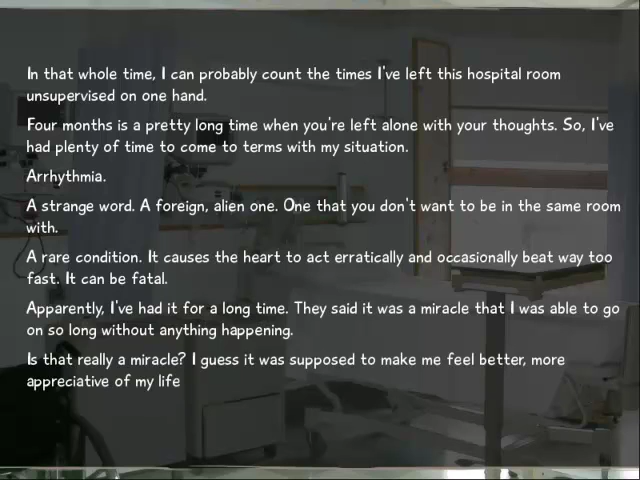 In that whole time, I can probably count the times I've left this hospital room
unsupervised on one hand.
Four months is a pretty long time when you're left alone with your thoughts. So, I've
had plenty of time to come to terms with my situation.
Arrhythmia.
A strange word. A foreign, alien one. One that you don't want to be in the same room
with.
A rare condition. It causes the heart to act erratically and occasionally beat way too
fast. It can be fatal.
Apparently, I've had it for a long time. They said it was a miracle that I was able to go
on so long without anything happening.
Is that really a miracle? I guess it was supposed to make me feel better, more
appreciative of my life